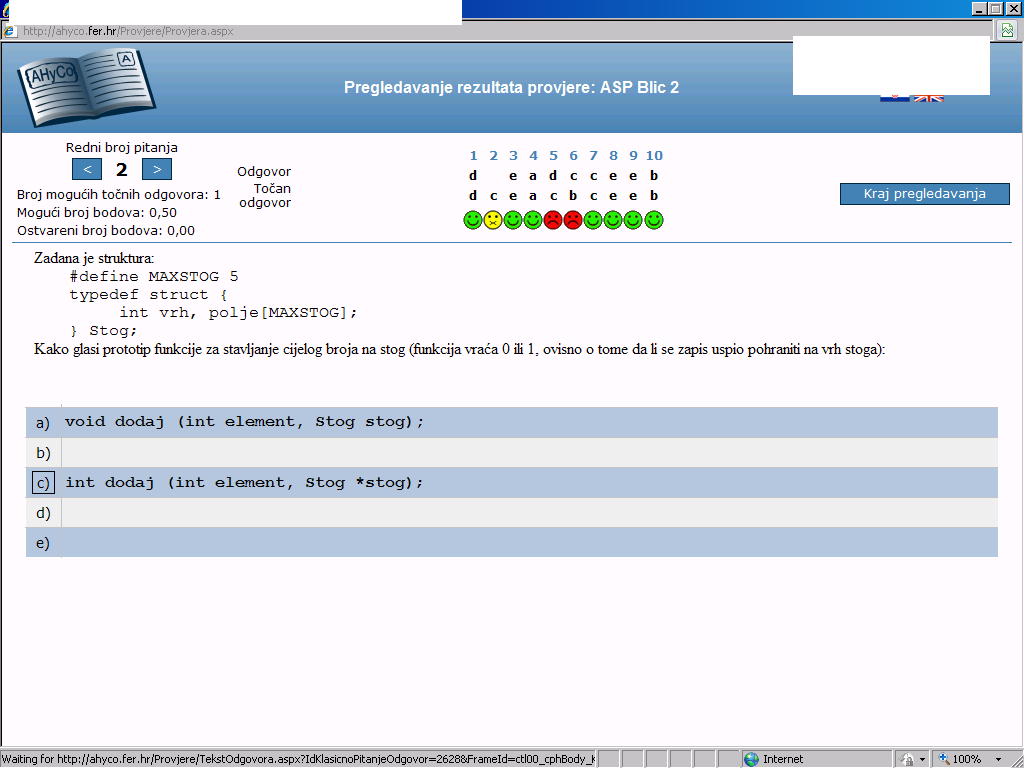 http://ahyco.fer.hr/Provjere/Provjera.aspx
AHyCo
A
Pregledavanje rezultata provjere: ASP Blic 2
Redni broj pitanja
< 2 >
Broj mogućih točnih odgovora: 1
Mogući broj bodova: 0,50
Ostvareni broj bodova: 0,00
Odgovor
Točan
odgovor
1 2 3 4 5 6 7 8 9 10
d e a d c c e e b
d c e a c b c e e b
Kraj pregledavanja
Zadana je struktura:
#define MAXSTOG 5
typedef struct {
int vrh, polje[MAXSTOG];
} Stog;
Kako glasi prototip funkcije za stavljanje cijelog broja na stog (funkcija vraća 0 ili 1, ovisno o tome da li se zapis uspio pohraniti na vrh stoga):
a) void dodaj (int element, Stog stog);
b)
c) int dodaj (int element, Stog *stog);
d)
e)
Waiting for http://ahyco.fer.hr/Provjere/TekstOdgovora.aspx?IdKlasicnoPitanjeOdgovor=26288&FrameId=ctl00_cphBody_
Internet
100%